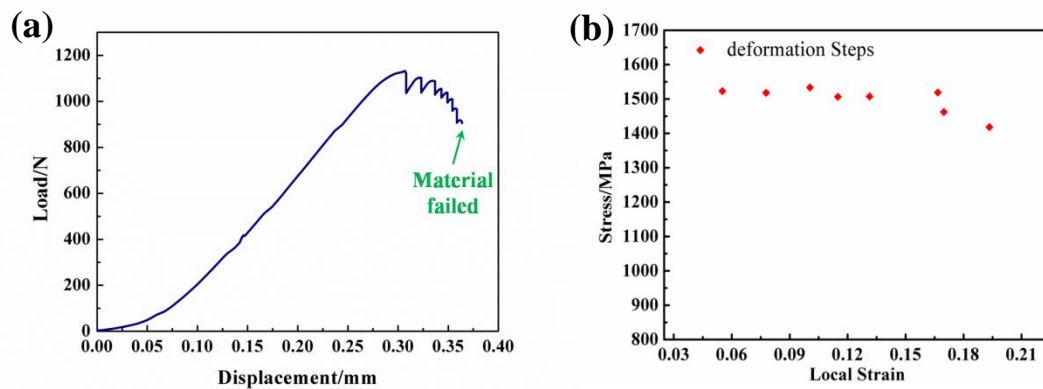 (a)
1200
1000
800
600
400
200
0
Load/N
0.00 0.05 0.10 0.15 0.20 0.25 0.30 0.35 0.40
Displacement/mm
Material
failed
(b)
1700
1600
1500
1400
1300
1200
1100
1000
900
800
Stress/MPa
deformation Steps
0.03 0.06 0.09 0.12 0.15 0.18 0.21
Local Strain